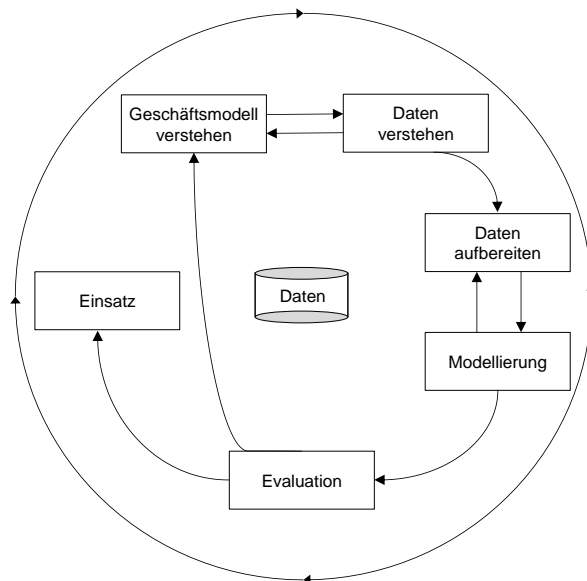 Geschäftsmodell
verstehen
Daten
verstehen
Daten
aufbereiten
Einsatz
Daten
Modellierung
Evaluation